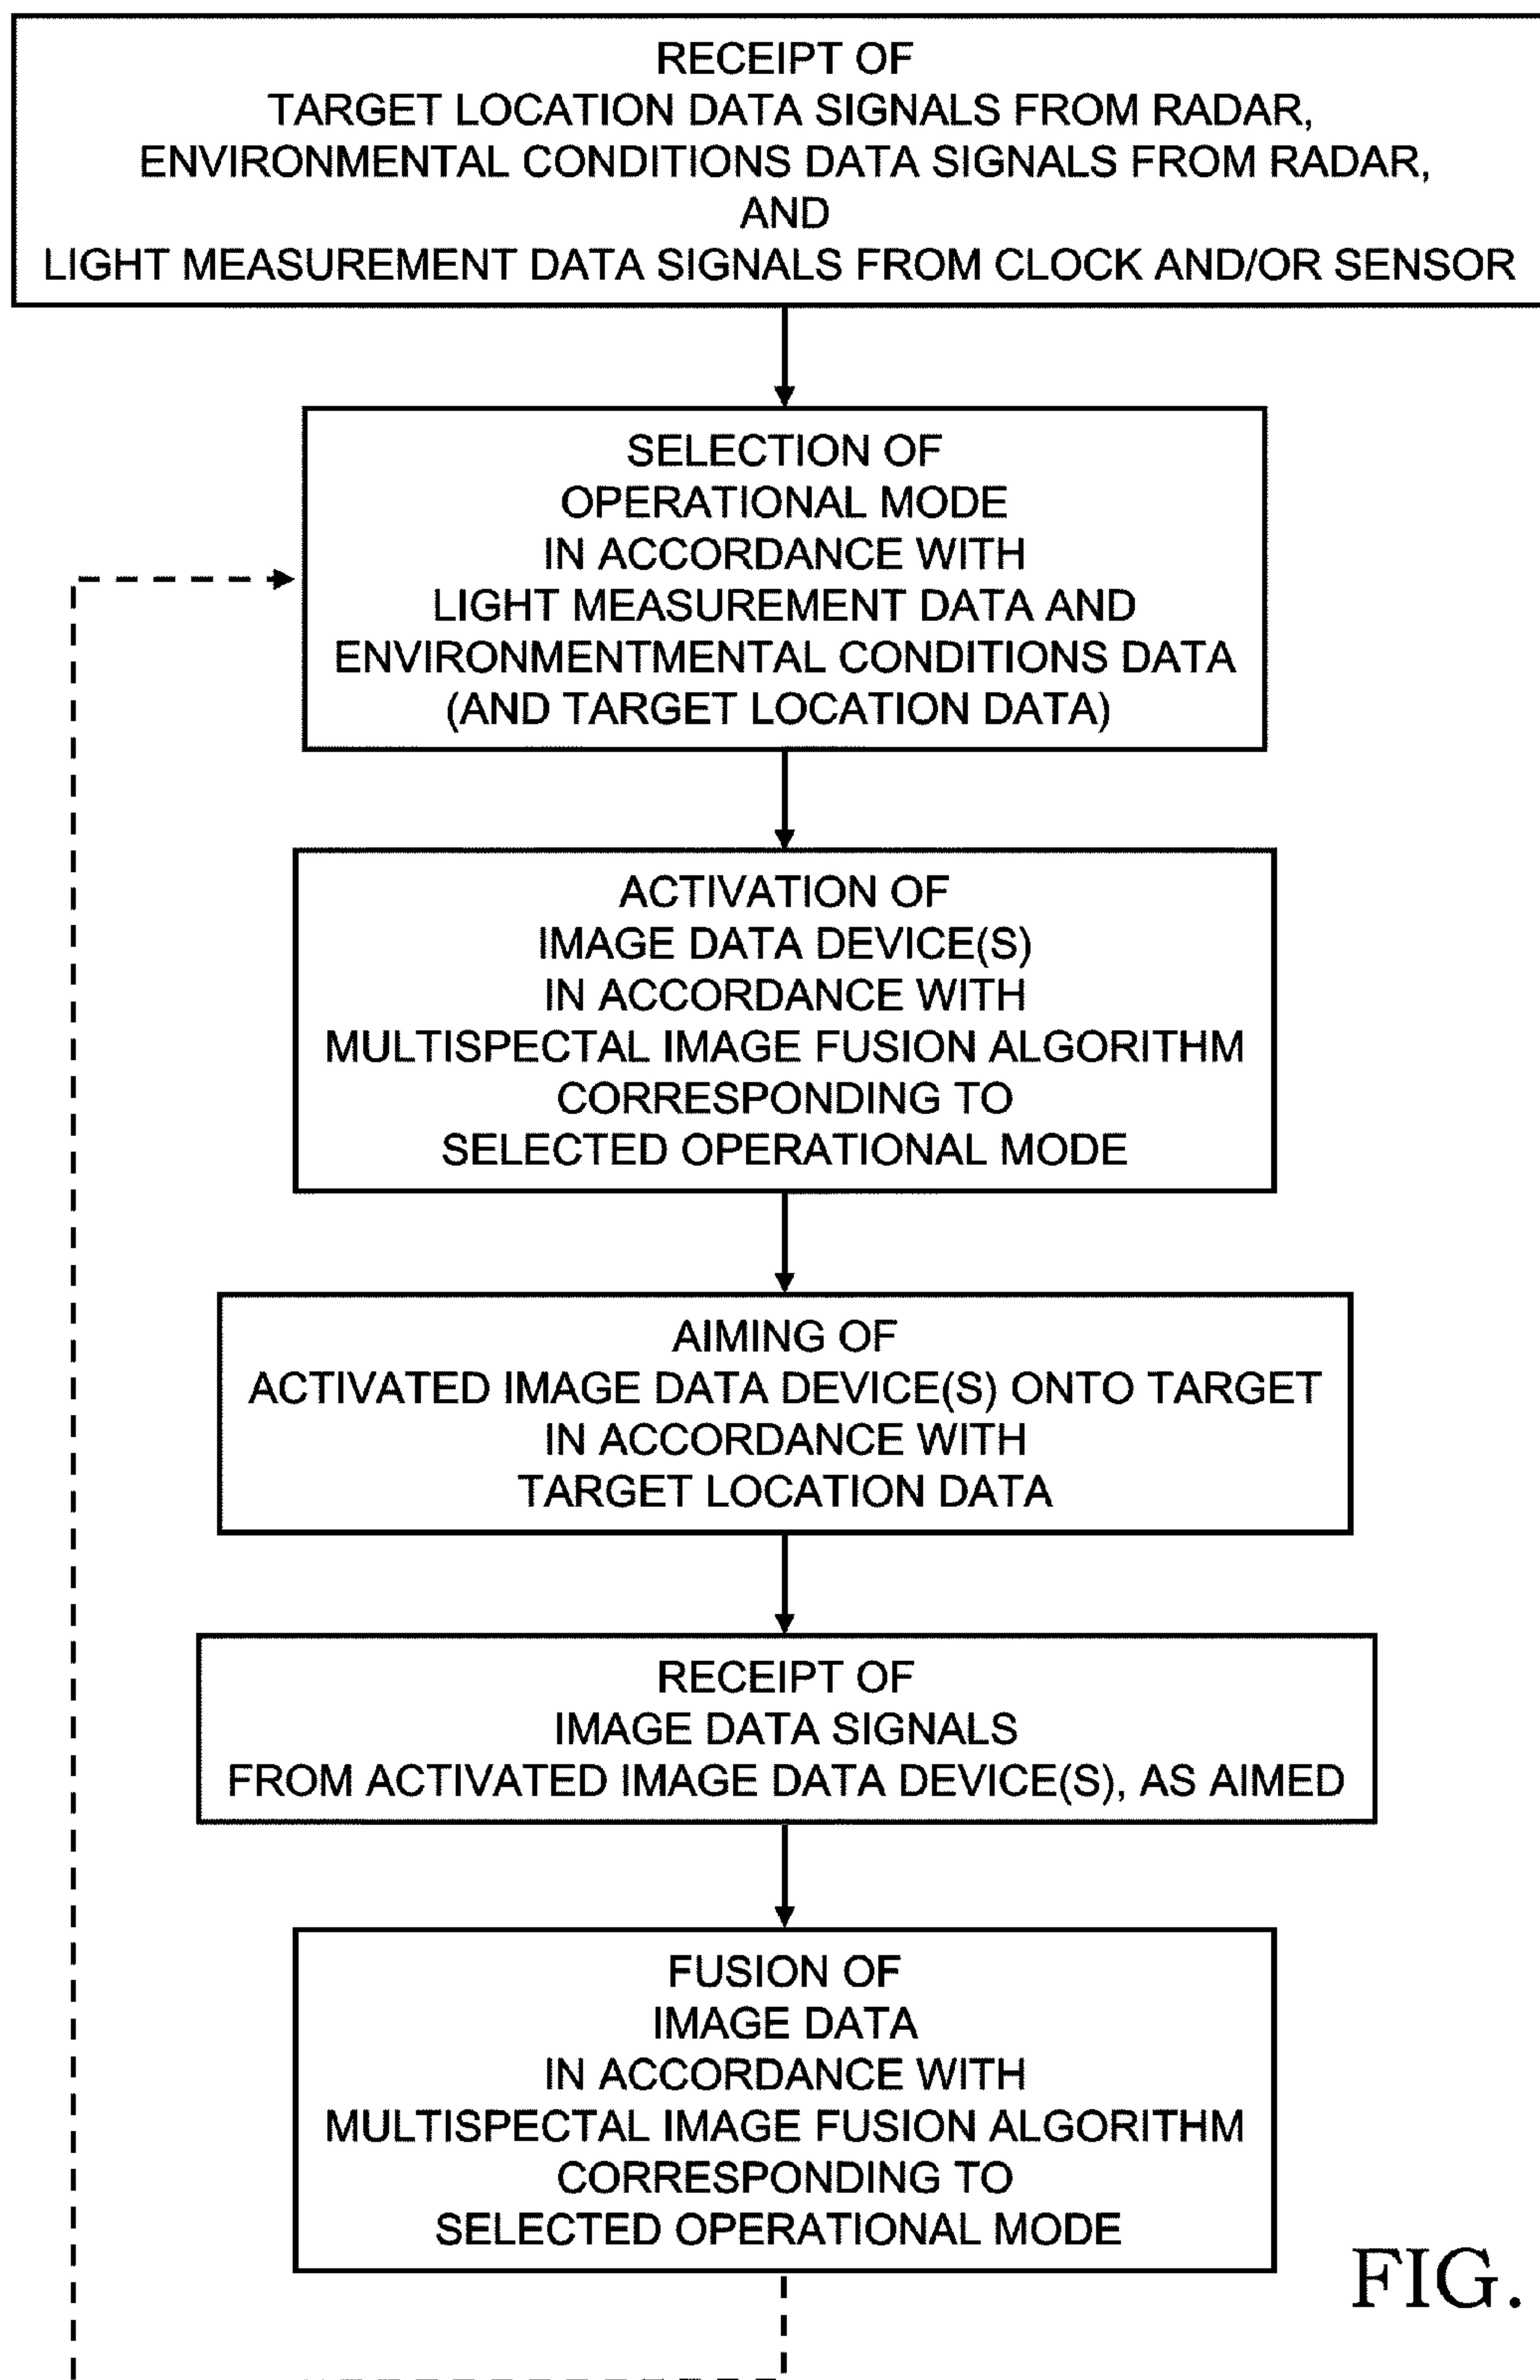 RECEIPT OF
TARGET LOCATION DATA SIGNALS FROM RADAR,
ENVIRONMENTAL CONDITIONS DATA SIGNALS FROM RADAR,
AND
LIGHT MEASUREMENT DATA SIGNALS FROM CLOCK AND/OR SENSOR
SELECTION OF
OPERATIONAL MODE
IN ACCORDANCE WITH
LIGHT MEASUREMENT DATA AND
ENVIRONMENTMENTAL CONDITIONS DATA
(AND TARGET LOCATION DATA)
ACTIVATION OF
IMAGE DATA DEVICE(S)
IN ACCORDANCE WITH
MULTISPECTAL IMAGE FUSION ALGORITHM
CORRESPONDING TO
SELECTED OPERATIONAL MODE
AIMING OF
ACTIVATED IMAGE DATA DEVICE(S) ONTO TARGET
IN ACCORDANCE WITH
TARGET LOCATION DATA
RECEIPT OF
IMAGE DATA SIGNALS
FROM ACTIVATED IMAGE DATA DEVICE(S), AS AIMED
FUSION OF
IMAGE DATA
IN ACCORDANCE WITH
MULTISPECTAL IMAGE FUSION ALGORITHM
CORRESPONDING TO
SELECTED OPERATIONAL MODE
FIG.